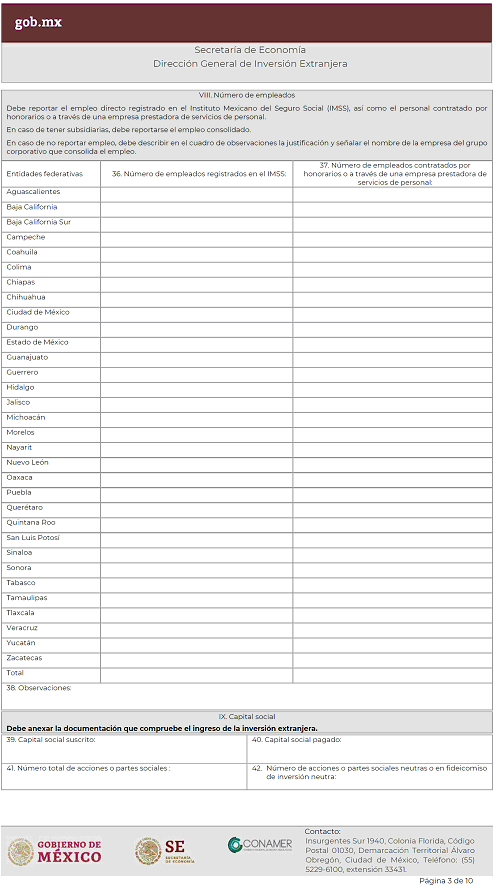 gob.mx
Secretaría de Economía
Dirección General de Inversión Extranjera
VIII. Número de empleados
Debe reportar el empleo directo registrado en el Instituto Mexicano del Seguro Social (IMSS), así como el personal contratado por
honorarios o a través de una empresa prestadora de servicios de personal.
En caso de tener subsidiarias, debe reportarse el empleo consolidado.
En caso de no reportar empleo, debe describir en el cuadro de observaciones la justificación y señalar el nombre de la empresa del grupo
corporativo que consolida el empleo.
Entidades federativas
36. Número de empleados registrados en el IMSS:
37. Número de empleados contratados por
honorarios o a través de una empresa prestadora de
servicios de personal:
Aguascalientes
Baja California
Baja California Sur
Campeche
Coahuila
Colima
Chiapas
Chihuahua
Ciudad de México
Durango
Estado de México
Guanajuato
Guerrero
Hidalgo
Jalisco
Michoacán
Morelos
Nayarit
Nuevo León
Oaxaca
Puebla
Querétaro
Quintana Roo
San Luis Potosí
Sinaloa
Sonora
Tabasco
Tamaulipas
Tlaxcala
Veracruz
Yucatán
Zacatecas
Total
38. Observaciones:
IX. Capital social
Debe anexar la documentación que compruebe el ingreso de la inversión extranjera.
39. Capital social suscrito:
40. Capital social pagado:
41. Número total de acciones o partes sociales :
42. Número de acciones o partes sociales neutras o en fideicomiso
de inversión neutra:
GOBIERNO DE
MÉXICO
SE
SECRETARÍA
DE ECONOMÍA
CONAMER
Contacto:
Insurgentes Sur 1940, Colonia Florida, Código
Postal 01030, Demarcación Territorial Álvaro
Obregón, Ciudad de México, Teléfono: (55)
5229-6100, extensión 33431.
Página 3 de 10